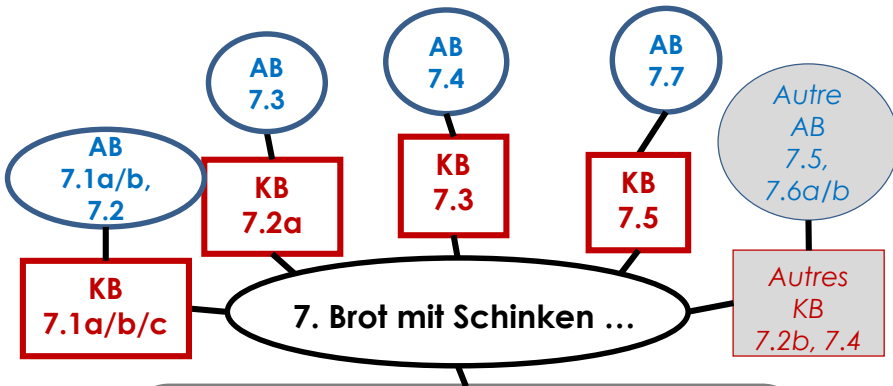 AB
7.1a/b,
7.2
AB
7.3
AB
7.4
AB
7.7
Autre
AB
7.5,
7.6a/b
KB
7.1a/b/c
KB
7.2a
KB
7.3
KB
7.5
Autres
KB
7.2b, 7.4
7. Brot mit Schinken ...